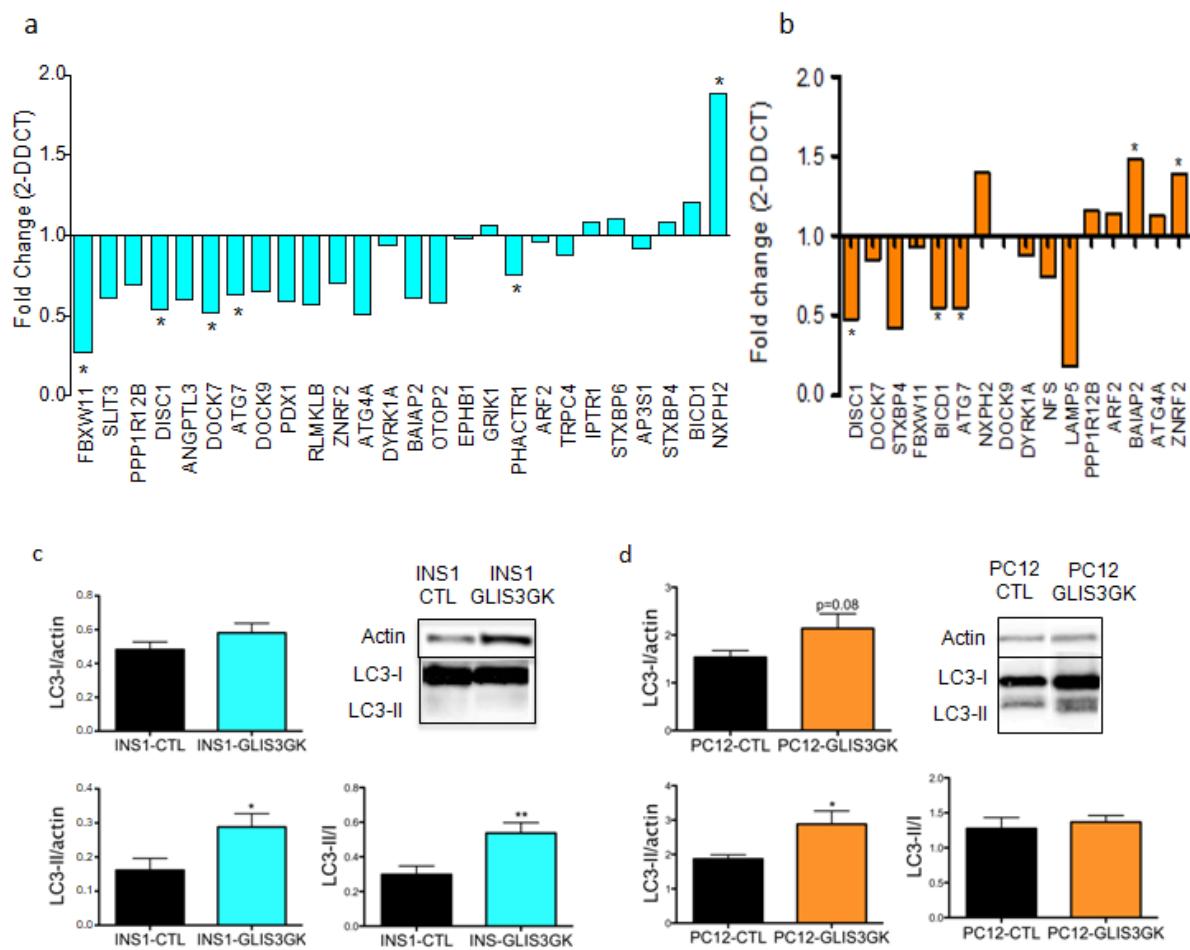 a
Fold Change (2-DDCT)
2.0
1.5
1.0
0.5
0.0
*
*
*
*
*
*
FBXW11
SLIT3
PPP1R12B
DISC1
ANGPTL3
DOCK7
ATG7
DOCK9
PDX1
RLMKLB
ZNRF2
ATG4A
DYRK1A
BAIAP2
OTOP2
EPHB1
GRIK1
PHACTR1
ARF2
TRPC4
IPTR1
STXBP6
AP3S1
STXBP4
BICD1
NXPH2
b
Fold change (2-DDCT)
2.0
1.5
1.0
0.5
0.0
*
*
*
*
*
DISC1
DOCK7
STXBP4
FBXW11
BICD1
ATG7
NXPH2
DOCK9
DYRK1A
NFS
LAMP5
PPP1R12B
ARF2
BAIAP2
ATG4A
ZNRF2
c
LC3-I/actin
0.8
0.6
0.4
0.2
0.0
INS1-CTL INS1-GLIS3GK
INS1 INS1
CTL GLIS3GK
Actin
LC3-I
LC3-II
LC3-II/actin
0.4
0.3
0.2
0.1
0.0
*
INS1-CTL INS1-GLIS3GK
LC3-II/I
0.8
0.6
0.4
0.2
0.0
**
INS1-CTL INS-GLIS3GK
d
LC3-I/actin
3
2
1
0
p=0.08
PC12-CTL PC12-GLIS3GK
PC12 PC12
CTL GLIS3GK
Actin
LC3-I
LC3-II
LC3-II/actin
4
3
2
1
0
*
PC12-CTL PC12-GLIS3GK
LC3-II/I
2.0
1.5
1.0
0.5
0.0
PC12-CTL PC12-GLIS3GK